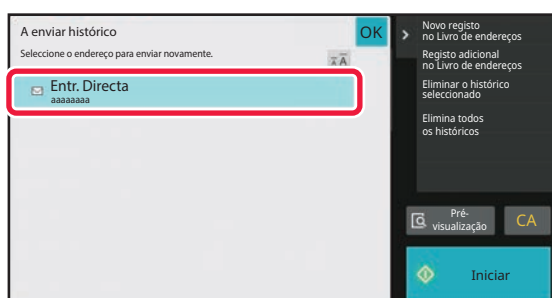 A enviar histórico
OK
Seleccione o endereço para enviar novamente.
Entr. Directa
aaaaaaaa
Novo registo
no Livro de endereços
Registo adicional
no Livro de endereços
Eliminar o histórico
seleccionado
Elimina todos
os históricos
Pré-
visualização
CA
Iniciar